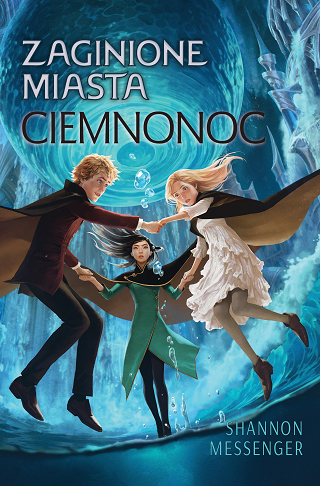 ZAGINIONE
MIASTA
CIEMNONOC
SHANNON
MESSENGER